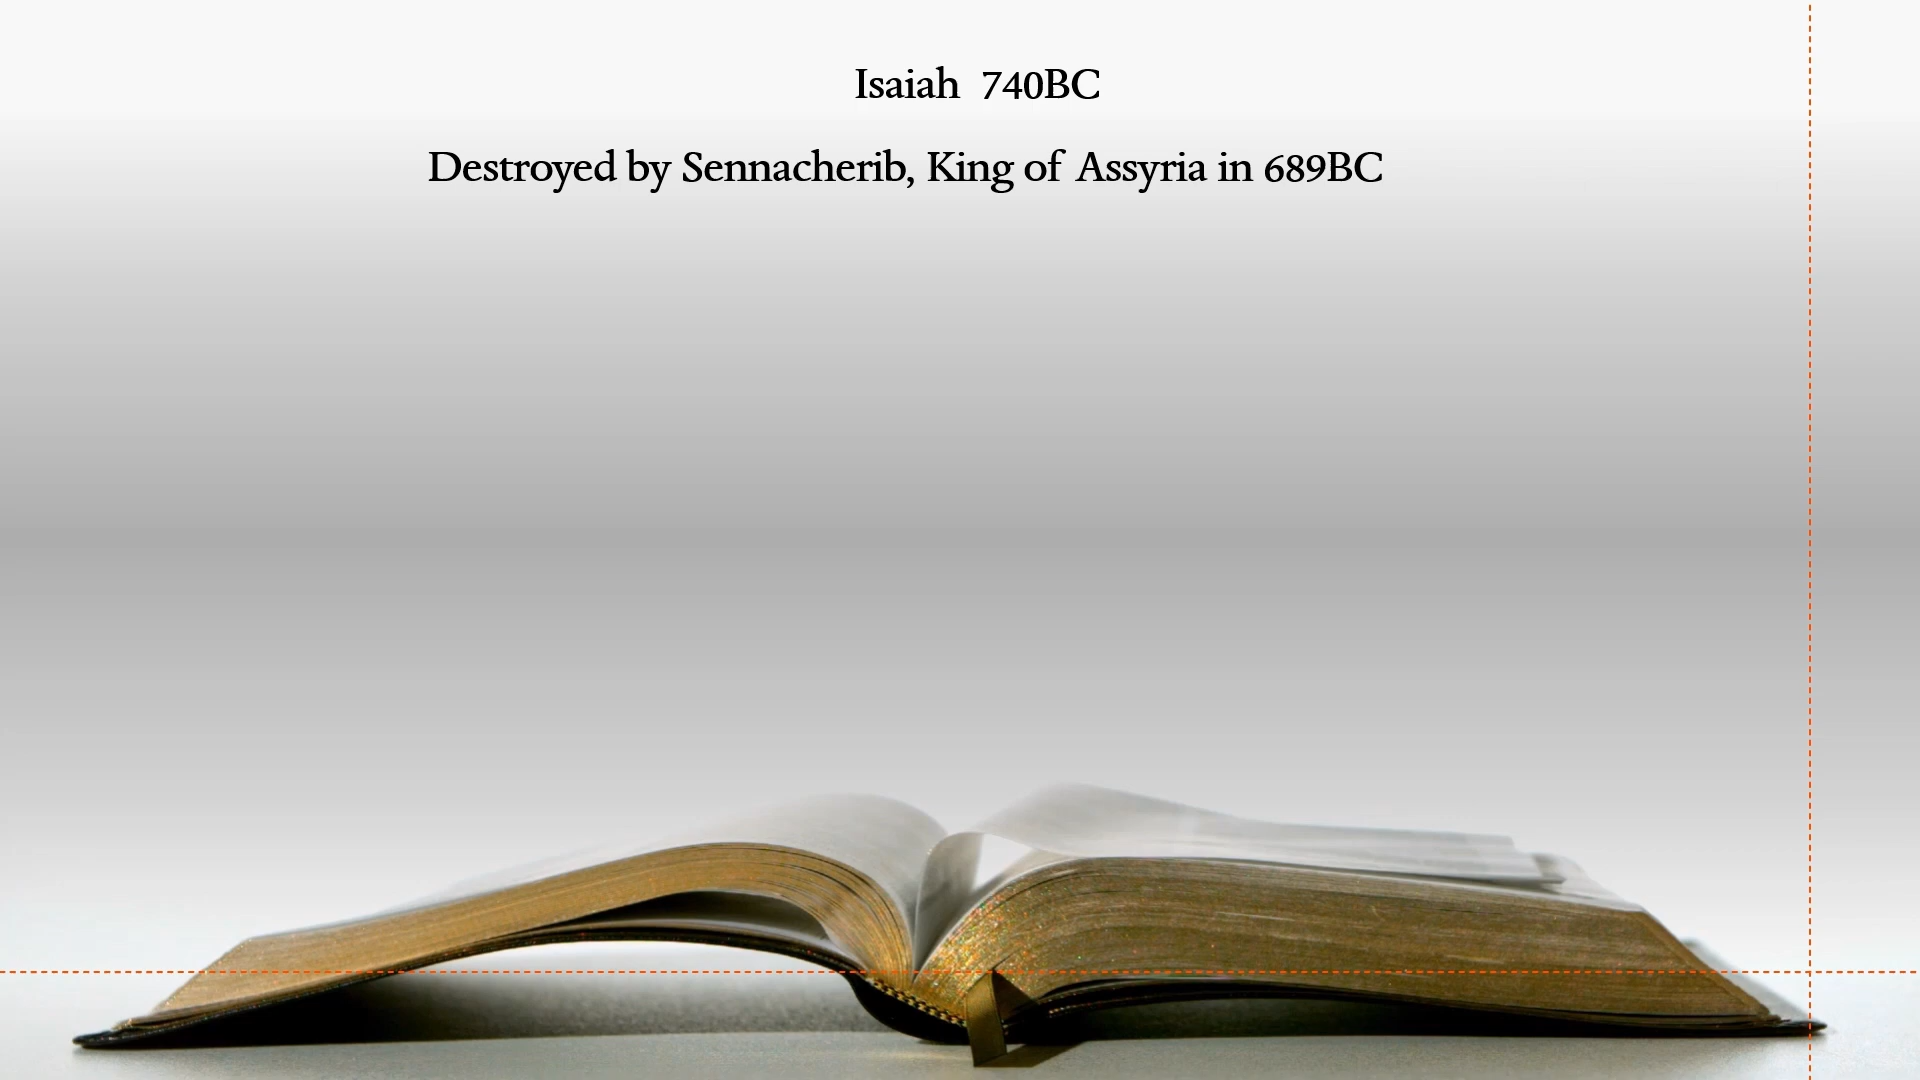 Isaiah  740BC
Destroyed by Sennacherib, King of Assyria in 689BC